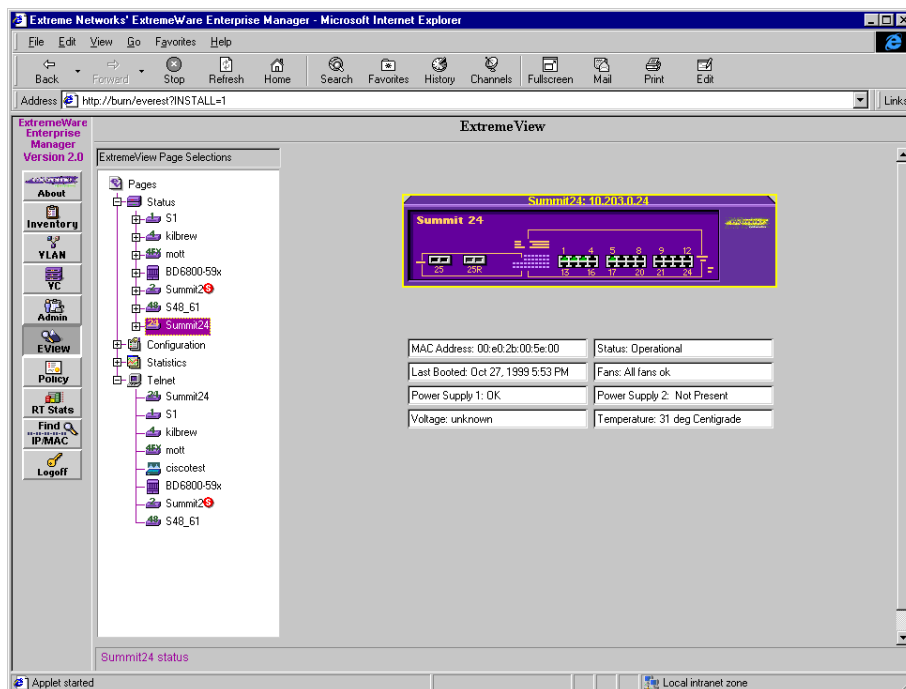 Extreme Networks' ExtremeWare Enterprise Manager - Microsoft Internet Explorer
File Edit View Go Favorites Help
Back Forward Stop Refresh Home Search Favorites History Channels Fullscreen Mail Print Edit
Address http://burn/everest?INSTALL=1 Links
ExtremeWare
Enterprise
Manager
Version 2.0
About
Inventory
VLAN
VC
Admin
EView
Policy
RT Stats
Find
IP/MAC
Logoff
ExtremeView
ExtremeView Page Selections
Pages
Status
S1
kilbrew
mott
BD6800-59x
Summit2
S48_61
Summit24
Configuration
Statistics
Telnet
Summit24
S1
kilbrew
mott
ciscotest
BD6800-59x
Summit2
S48_61
Summit24: 10.203.0.24
Summit 24
1 4 5 8 9 12
25 25R 13 16 17 20 21 24
MAC Address: 00:e0:2b:00:5e:00 Status: Operational
Last Booted: Oct 27, 1999 5:53 PM Fans: All fans ok
Power Supply 1: OK Power Supply 2: Not Present
Voltage: unknown Temperature: 31 deg Centigrade
Summit24 status
Applet started Local intranet zone